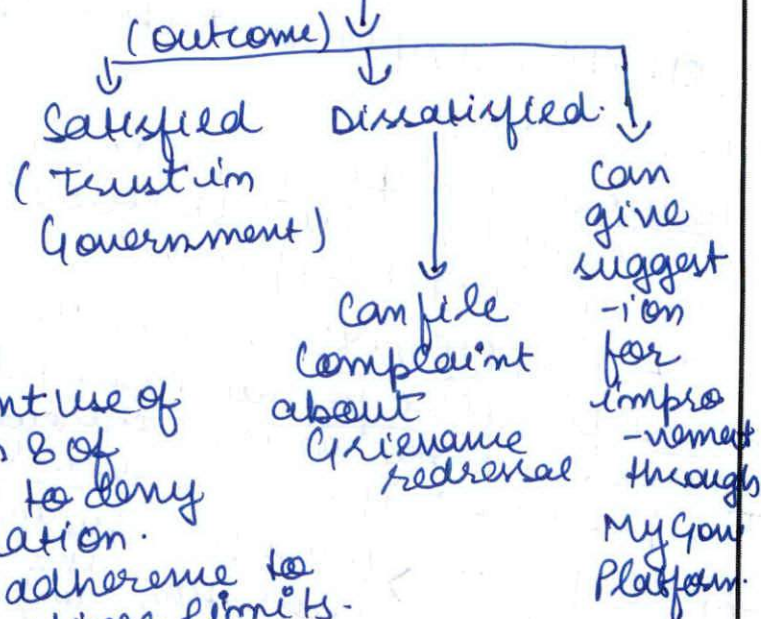 (outcome)
Satisfied
(Trust in
Government)
Dissatisfied.
can file
complaint
about
Grievance
redressal
can
give
suggest
-ion
for
impro
-vement
through
MyGov
Platform.
nt use of
8 of
to deny
ation.
adherence to
limits.